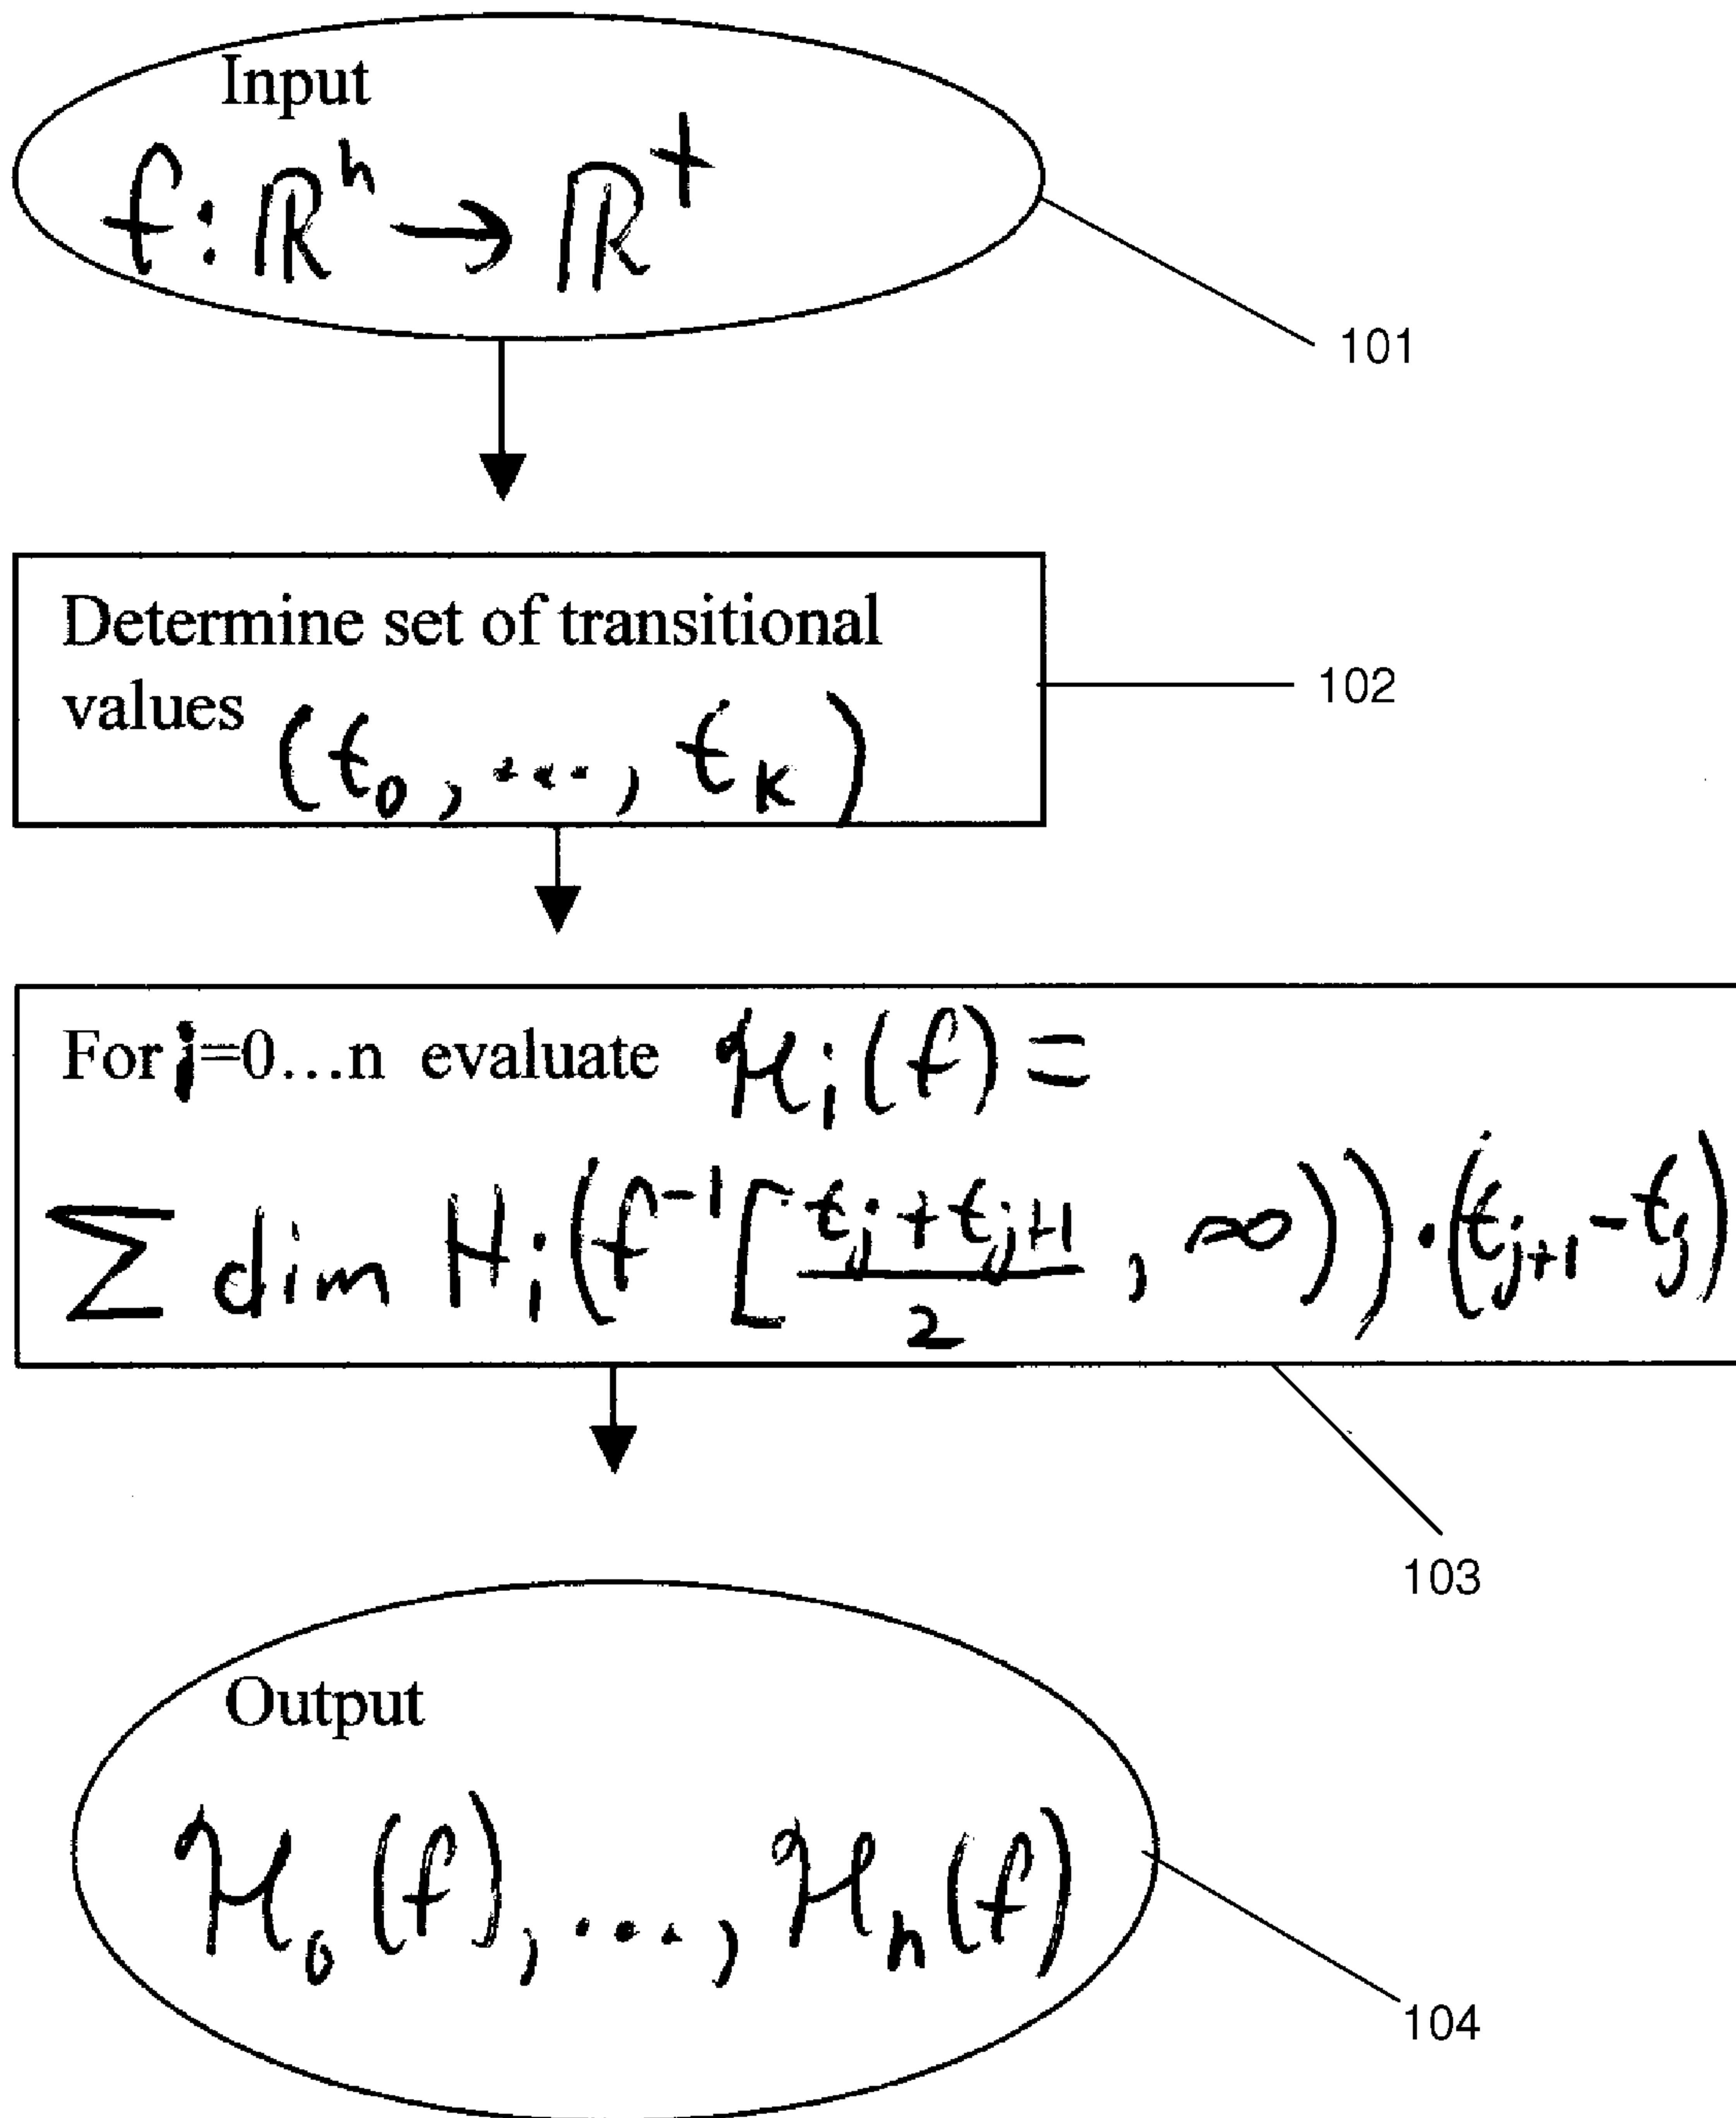 Input
f: ℝⁿ → ℝ⁺
101
Determine set of transitional
values (t₀, ..., tₖ)
102
For j=0...n evaluate ℋᵢ(f) =
∑ dim Hᵢ(f⁻¹[(tⱼ + tⱼ₊₁)/2, ∞))·(tⱼ₊₁ - tⱼ)
103
Output
ℋ₀(f), ..., ℋₙ(f)
104